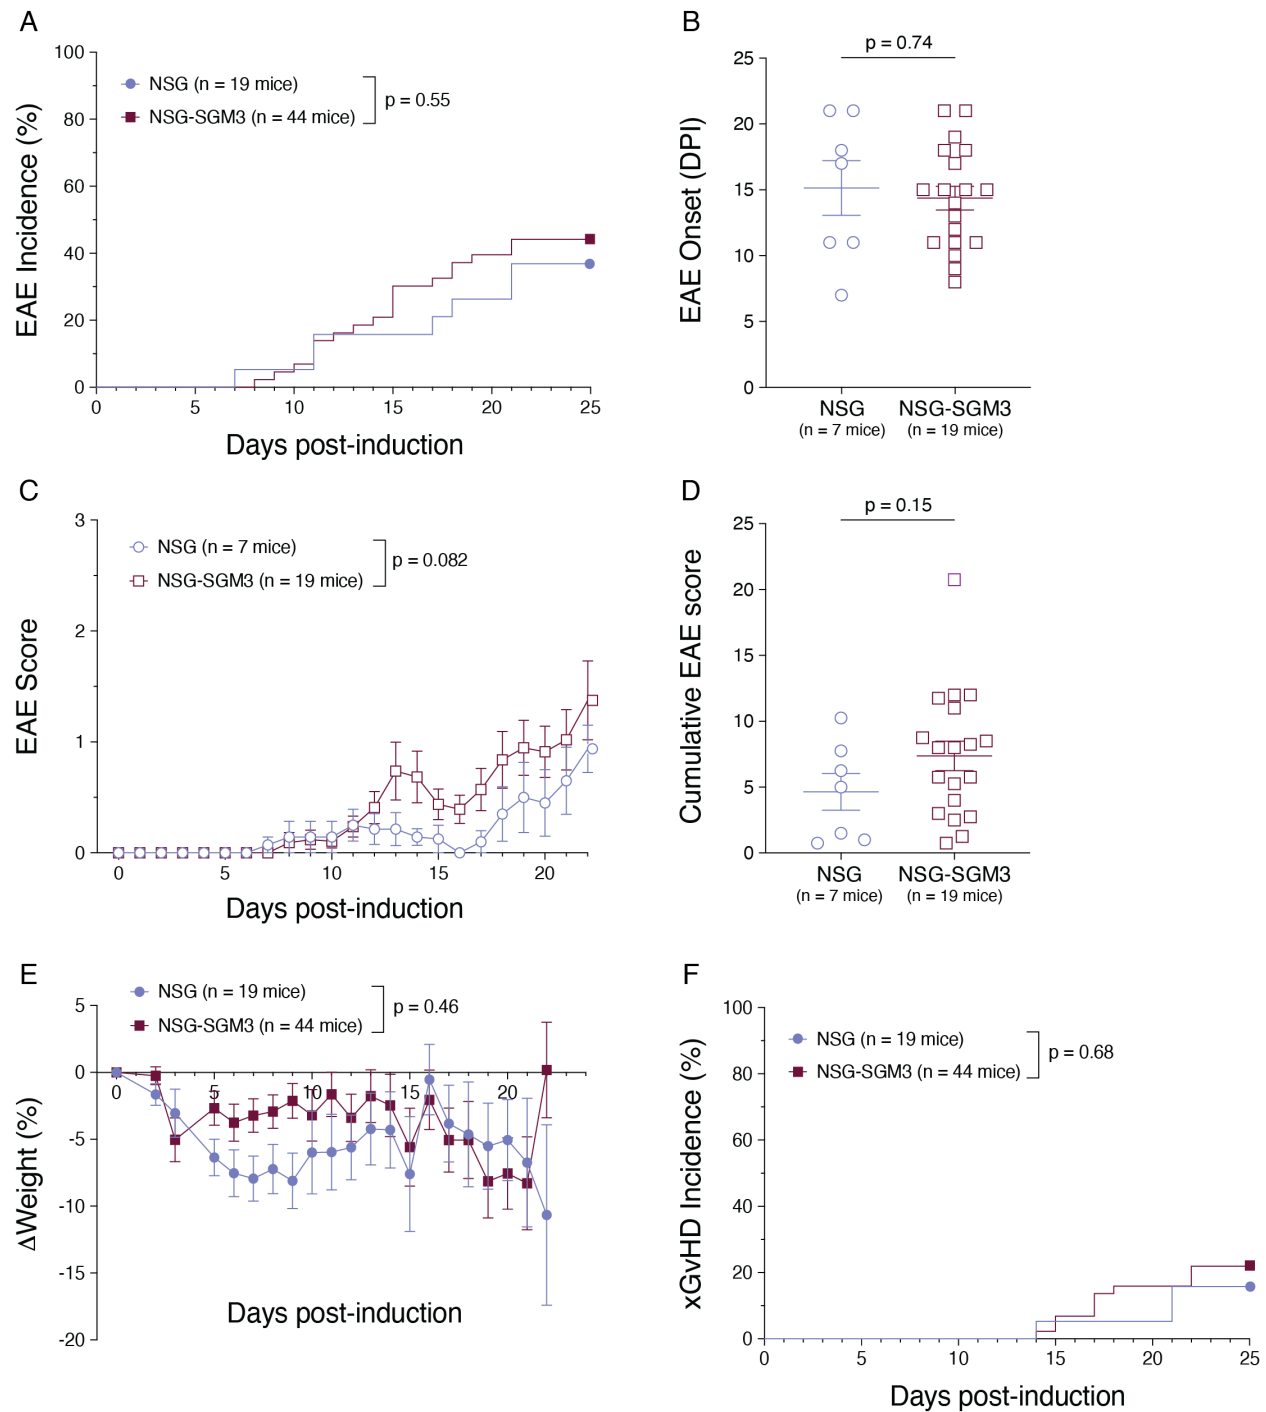 A
EAE Incidence (%)
100
80
60
40
20
0
NSG (n = 19 mice)
NSG-SGM3 (n = 44 mice)
p = 0.55
0 5 10 15 20 25
Days post-induction
B
EAE Onset (DPI)
p = 0.74
25
20
15
10
5
0
NSG NSG-SGM3
(n = 7 mice) (n = 19 mice)
C
EAE Score
3
2
1
0
NSG (n = 7 mice)
NSG-SGM3 (n = 19 mice)
p = 0.082
0 5 10 15 20
Days post-induction
D
Cumulative EAE score
p = 0.15
25
20
15
10
5
0
NSG NSG-SGM3
(n = 7 mice) (n = 19 mice)
E
ΔWeight (%)
NSG (n = 19 mice)
NSG-SGM3 (n = 44 mice)
p = 0.46
5
0
-5
-10
-15
-20
0 5 10 15 20
Days post-induction
F
xGvHD Incidence (%)
100
80
60
40
20
0
NSG (n = 19 mice)
NSG-SGM3 (n = 44 mice)
p = 0.68
0 5 10 15 20 25
Days post-induction